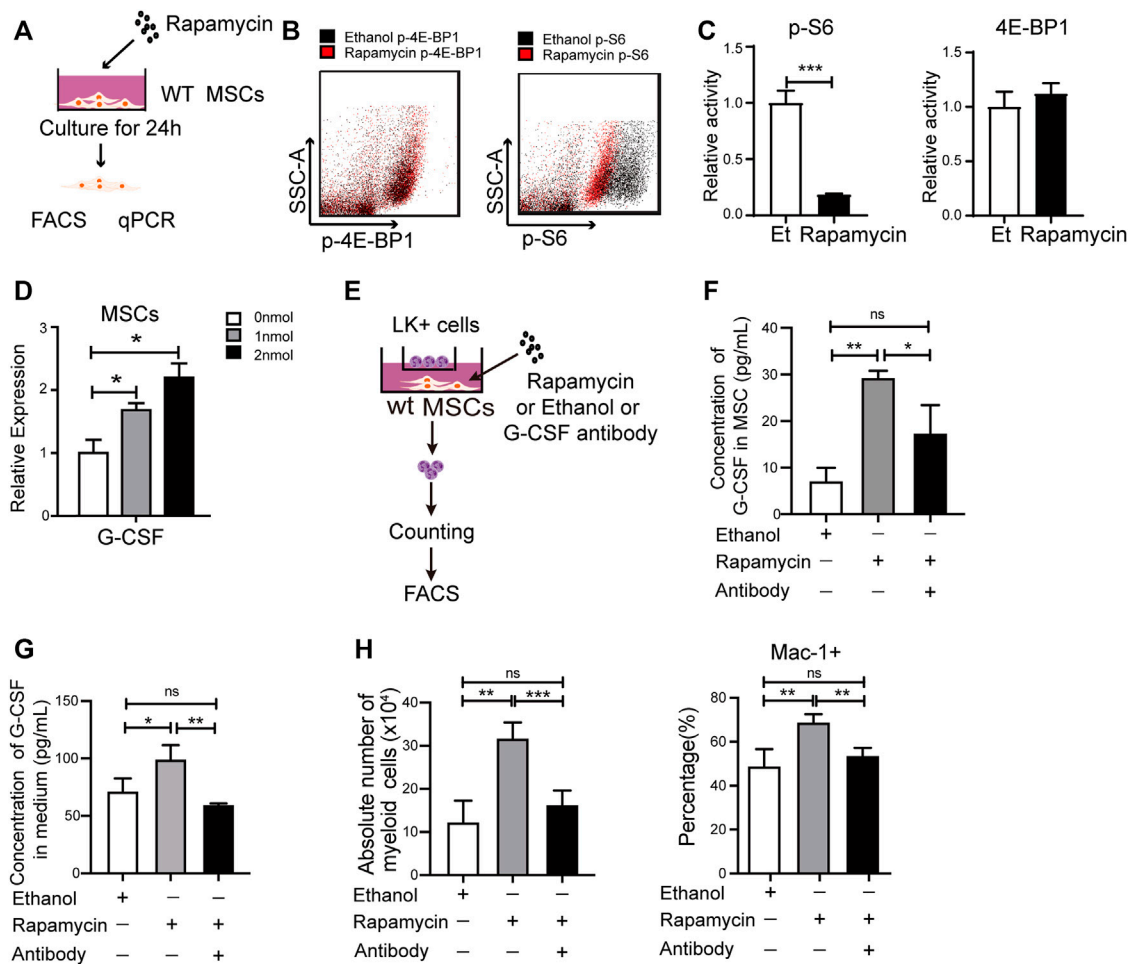 A
Rapamycin
WT MSCs
Culture for 24h
FACS qPCR
B
Ethanol p-4E-BP1
Rapamycin p-4E-BP1
SSC-A
p-4E-BP1
Ethanol p-S6
Rapamycin p-S6
SSC-A
p-S6
C
p-S6
Relative activity
1.5
1.0
0.5
0.0
***
Et Rapamycin
4E-BP1
Relative activity
1.5
1.0
0.5
0.0
Et Rapamycin
D
MSCs
Relative Expression
3
2
1
0
*
*
G-CSF
0nmol
1nmol
2nmol
E
LK+ cells
wt MSCs
Rapamycin
or Ethanol or
G-CSF antibody
Counting
FACS
F
Concentration of
G-CSF in MSC (pg/mL)
40
30
20
10
0
ns
** *
Ethanol + – –
Rapamycin – + +
Antibody – – +
G
Concentration of G-CSF
in medium (pg/mL)
150
100
50
0
ns
* **
Ethanol + – –
Rapamycin – + +
Antibody – – +
H
Absolute number of
myeloid cells (x10⁴)
40
30
20
10
0
ns
** ***
Ethanol + – –
Rapamycin – + +
Antibody – – +
Mac-1+
Percentage(%)
80
60
40
20
0
ns
** **
Ethanol + – –
Rapamycin – + +
Antibody – – +